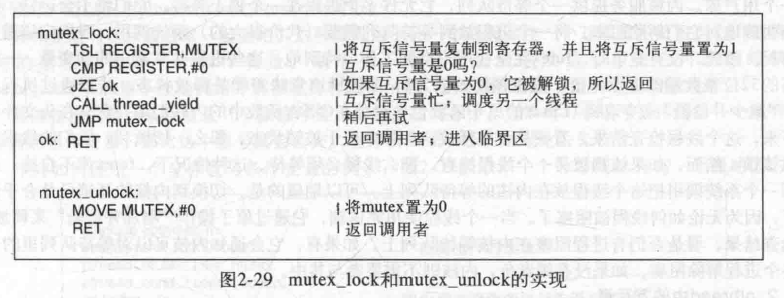 mutex_lock:
TSL REGISTER,MUTEX | 将互斥信号量复制到寄存器，并且将互斥信号量置为1
CMP REGISTER,#0 | 互斥信号量是0吗？
JZE ok | 如果互斥信号量为0，它被解锁，所以返回
CALL thread_yield | 互斥信号量忙；调度另一个线程
JMP mutex_lock | 稍后再试
ok: RET | 返回调用者；进入临界区
mutex_unlock:
MOVE MUTEX,#0 | 将mutex置为0
RET | 返回调用者
图2-29 mutex_lock和mutex_unlock的实现